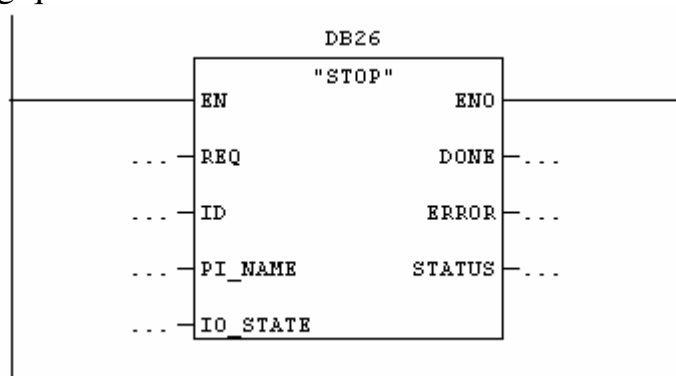 DB26
"STOP"
EN ENO
... REQ DONE ...
... ID ERROR ...
... PI_NAME STATUS ...
... IO_STATE